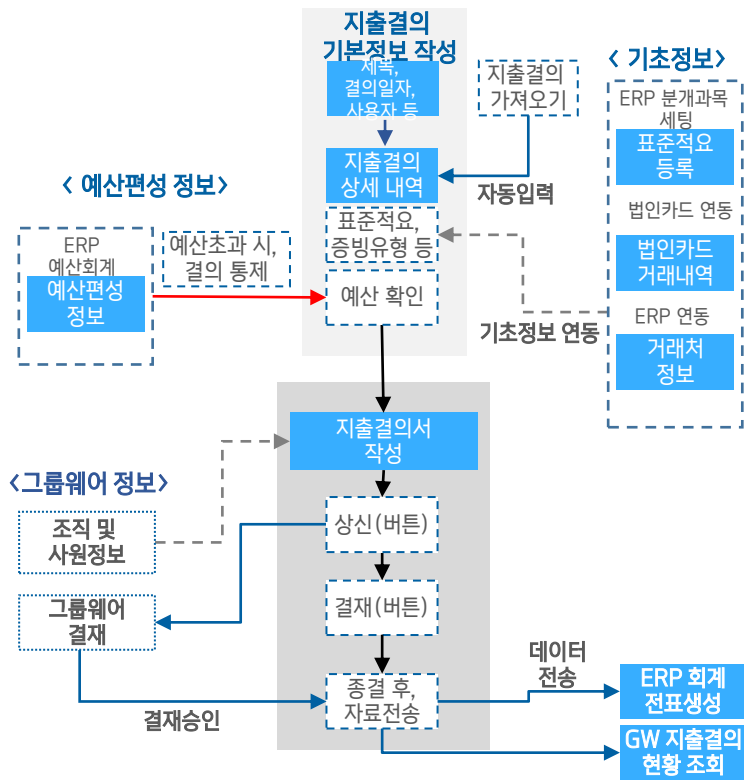 지출결의
기본정보 작성
제목,
결의일자,
사용자 등
지출결의
가져오기
< 기초정보>
ERP 분개과목
세팅
표준적요
등록
지출결의
상세 내역
자동입력
< 예산편성 정보>
법인카드 연동
표준적요,
증빙유형 등
ERP
예산회계
예산편성
정보
예산초과 시,
결의 통제
법인카드
거래내역
예산 확인
ERP 연동
기초정보 연동
거래처
정보
지출결의서
작성
<그룹웨어 정보>
조직 및
사원정보
상신(버튼)
그룹웨어
결재
결재(버튼)
데이터
전송
종결 후,
자료전송
결재승인
ERP 회계
전표생성
GW 지출결의
현황 조회